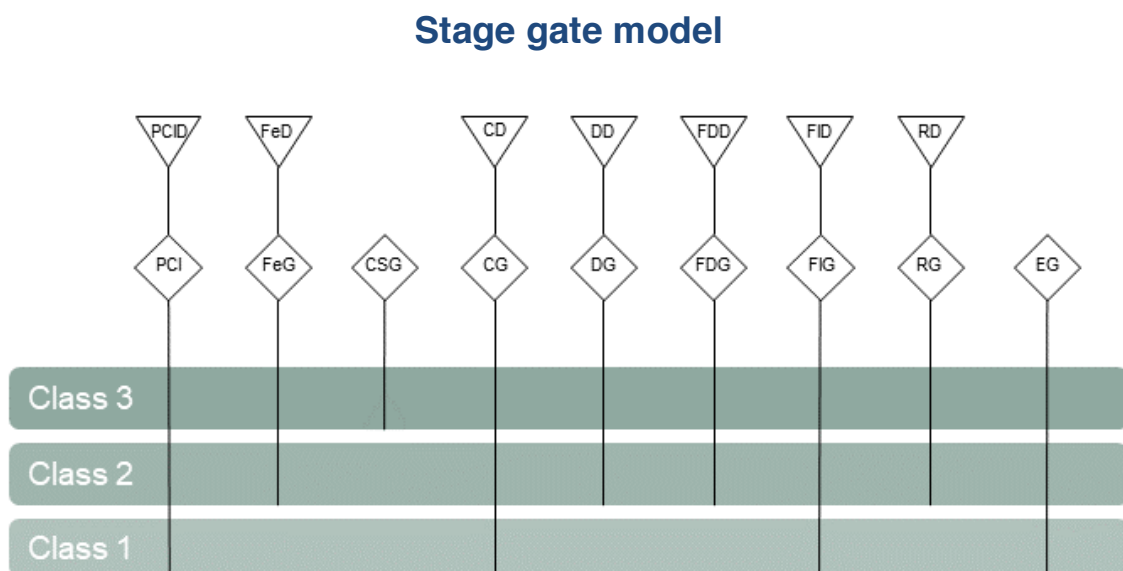 Stage gate model
PCID FeD CD DD FDD FID RD
PCI FeG CSG CG DG FDG FIG RG EG
Class 3
Class 2
Class 1